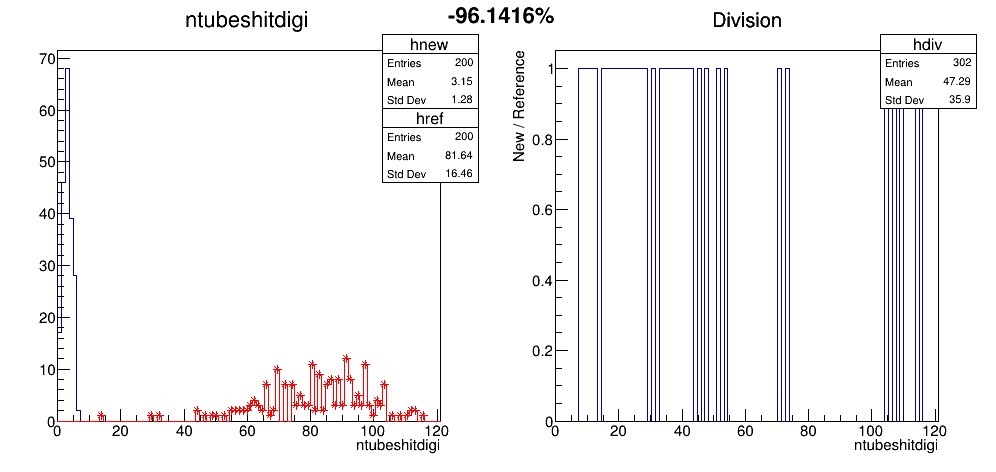 -96.1416%
ntubeshitdigi
hnew
Entries 200
Mean 3.15
Std Dev 1.28
href
Entries 200
Mean 81.64
Std Dev 16.46
70
60
50
40
30
20
10
0
0 20 40 60 80 100 120
ntubeshitdigi
Division
hdiv
Entries 302
Mean 47.29
Std Dev 35.9
New / Reference
1
0.8
0.6
0.4
0.2
0
0 20 40 60 80 100 120
ntubeshitdigi